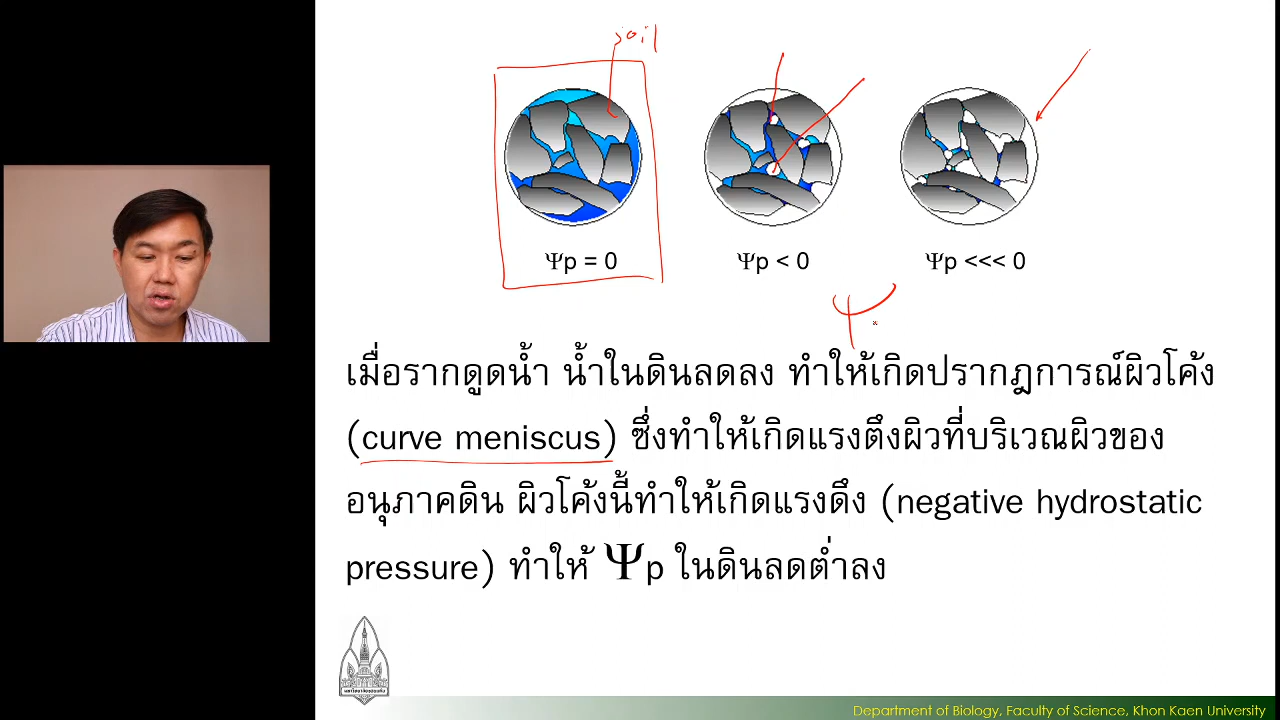 soil
Ψp = 0
Ψp < 0
Ψp <<< 0
Ψ
เมื่อรากดูดน้ำ น้ำในดินลดลง ทำให้เกิดปรากฏการณ์ผิวโค้ง
(curve meniscus) ซึ่งทำให้เกิดแรงตึงผิวที่บริเวณผิวของ
อนุภาคดิน ผิวโค้งนี้ทำให้เกิดแรงดึง (negative hydrostatic
pressure) ทำให้ Ψp ในดินลดต่ำลง
Department of Biology, Faculty of Science, Khon Kaen University